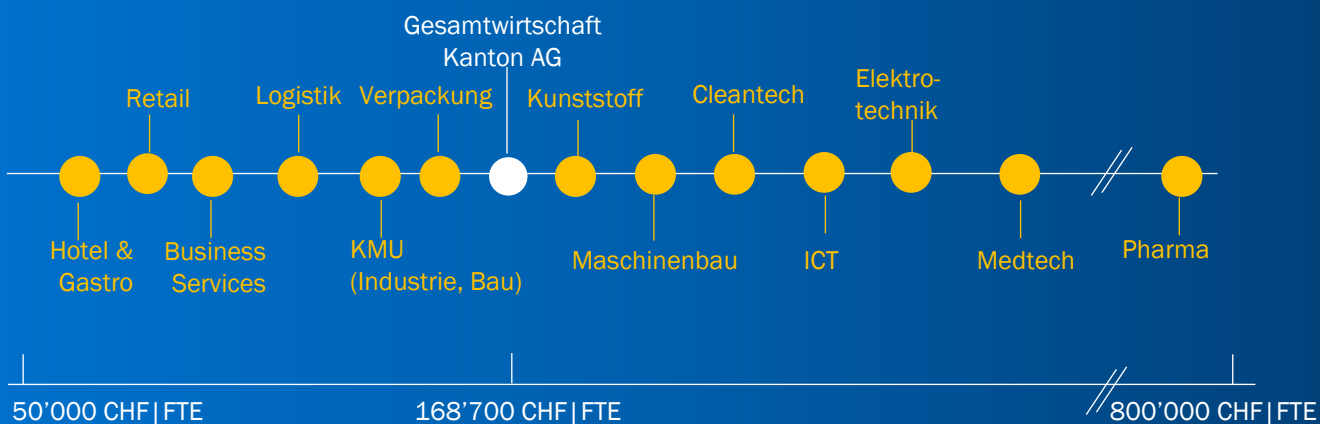 Gesamtwirtschaft
Kanton AG
Retail
Logistik
Verpackung
Kunststoff
Cleantech
Elektro-
technik
Hotel &
Gastro
Business
Services
KMU
(Industrie, Bau)
Maschinenbau
ICT
Medtech
Pharma
50'000 CHF|FTE
168'700 CHF|FTE
800'000 CHF|FTE